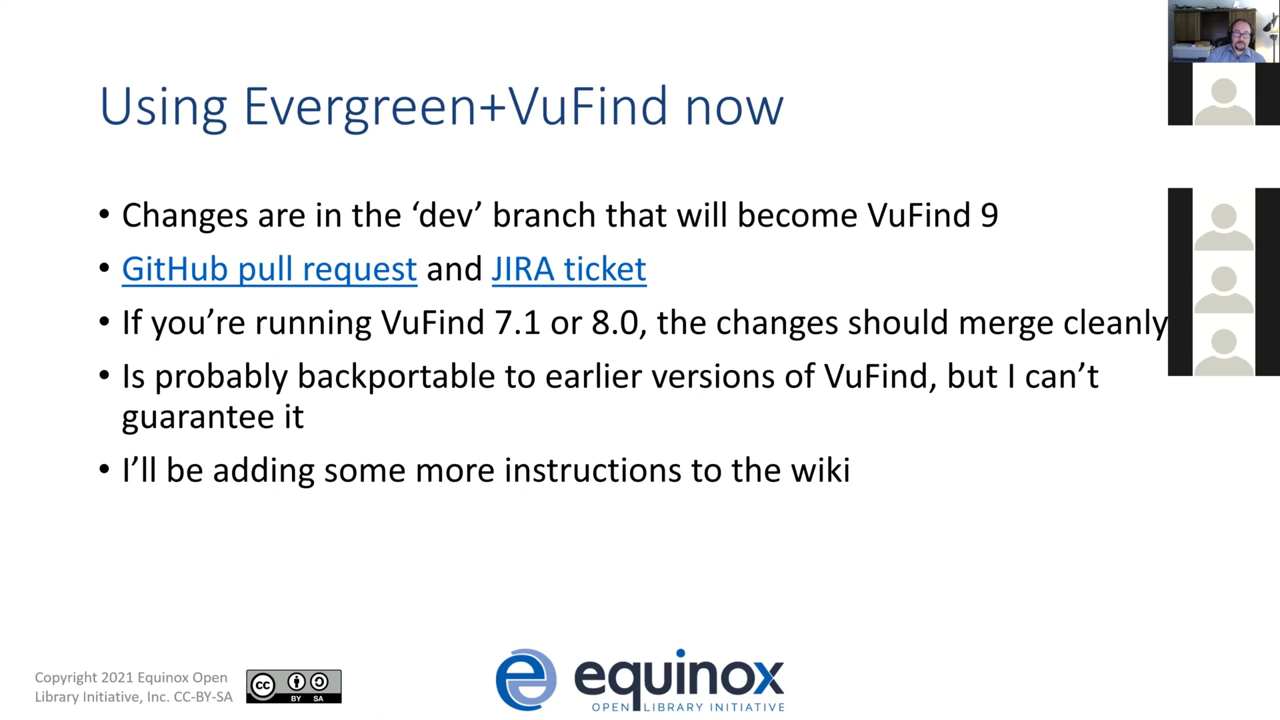 Using Evergreen+VuFind now
• Changes are in the ‘dev’ branch that will become VuFind 9
• GitHub pull request and JIRA ticket
• If you’re running VuFind 7.1 or 8.0, the changes should merge cleanly
• Is probably backportable to earlier versions of VuFind, but I can’t
guarantee it
• I’ll be adding some more instructions to the wiki
Copyright 2021 Equinox Open
Library Initiative, Inc. CC-BY-SA
cc
BY SA
equinox
OPEN LIBRARY INITIATIVE